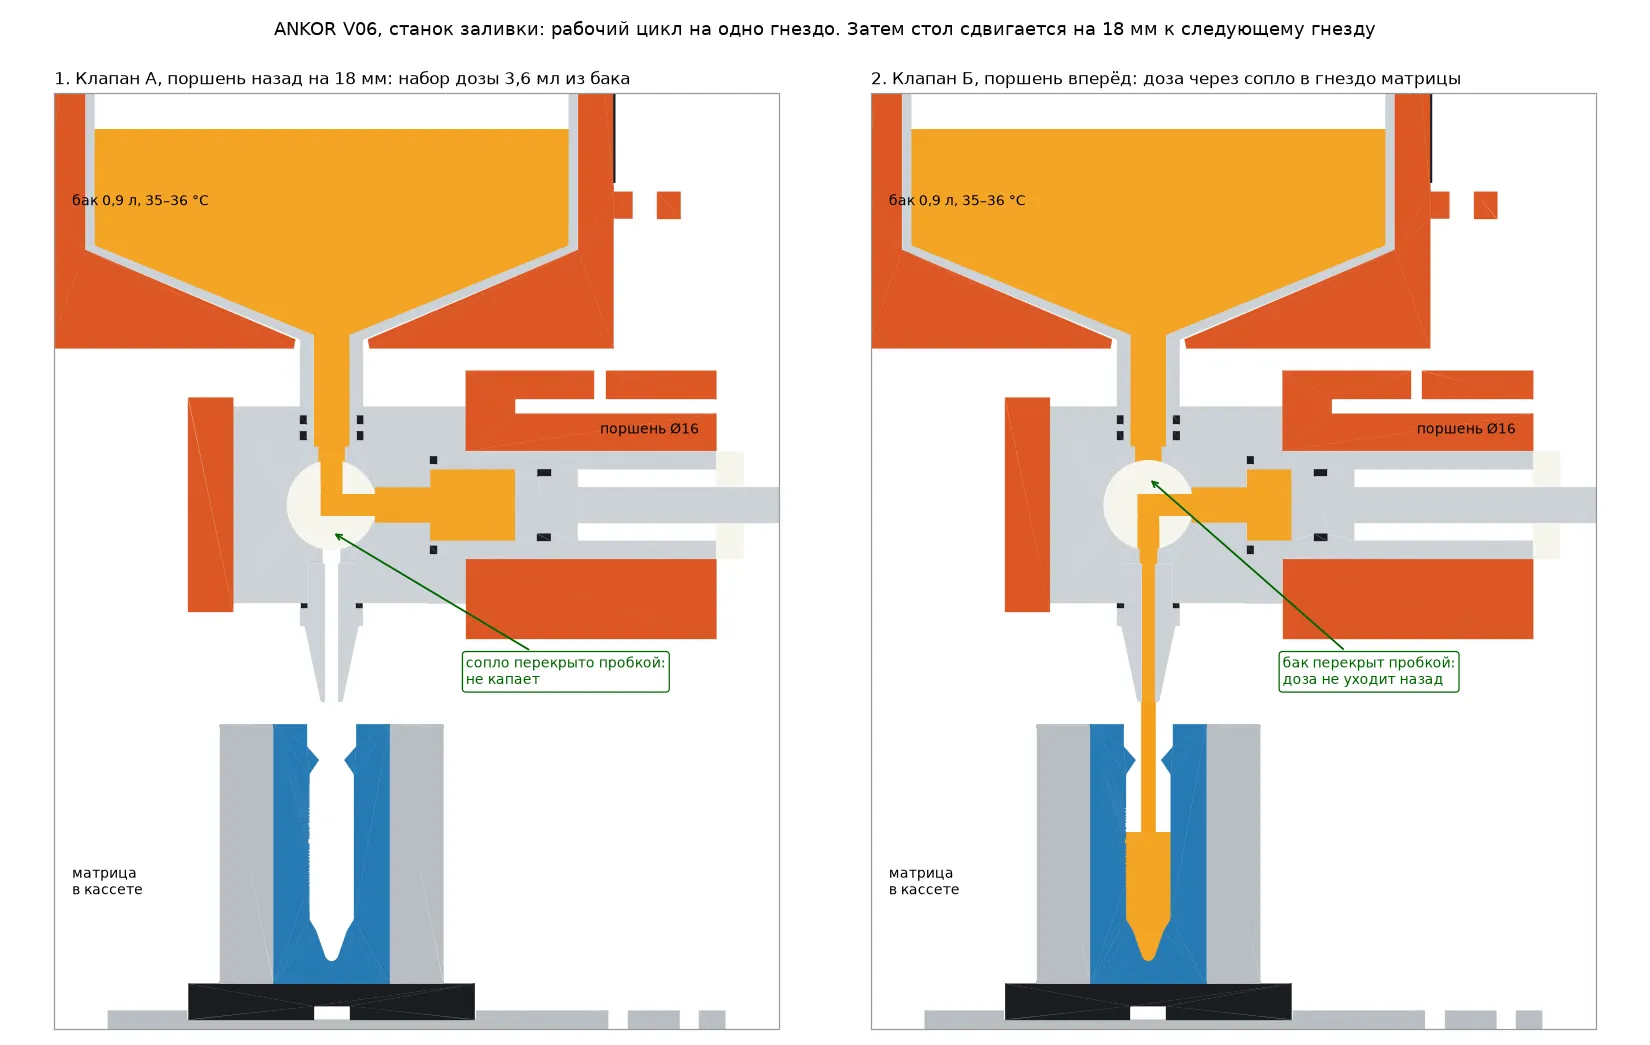 ANKOR V06, станок заливки: рабочий цикл на одно гнездо. Затем стол сдвигается на 18 мм к следующему гнезду
1. Клапан А, поршень назад на 18 мм: набор дозы 3,6 мл из бака
бак 0,9 л, 35–36 °C
поршень Ø16
сопло перекрыто пробкой:
не капает
матрица
в кассете
2. Клапан Б, поршень вперёд: доза через сопло в гнездо матрицы
бак 0,9 л, 35–36 °C
поршень Ø16
бак перекрыт пробкой:
доза не уходит назад
матрица
в кассете